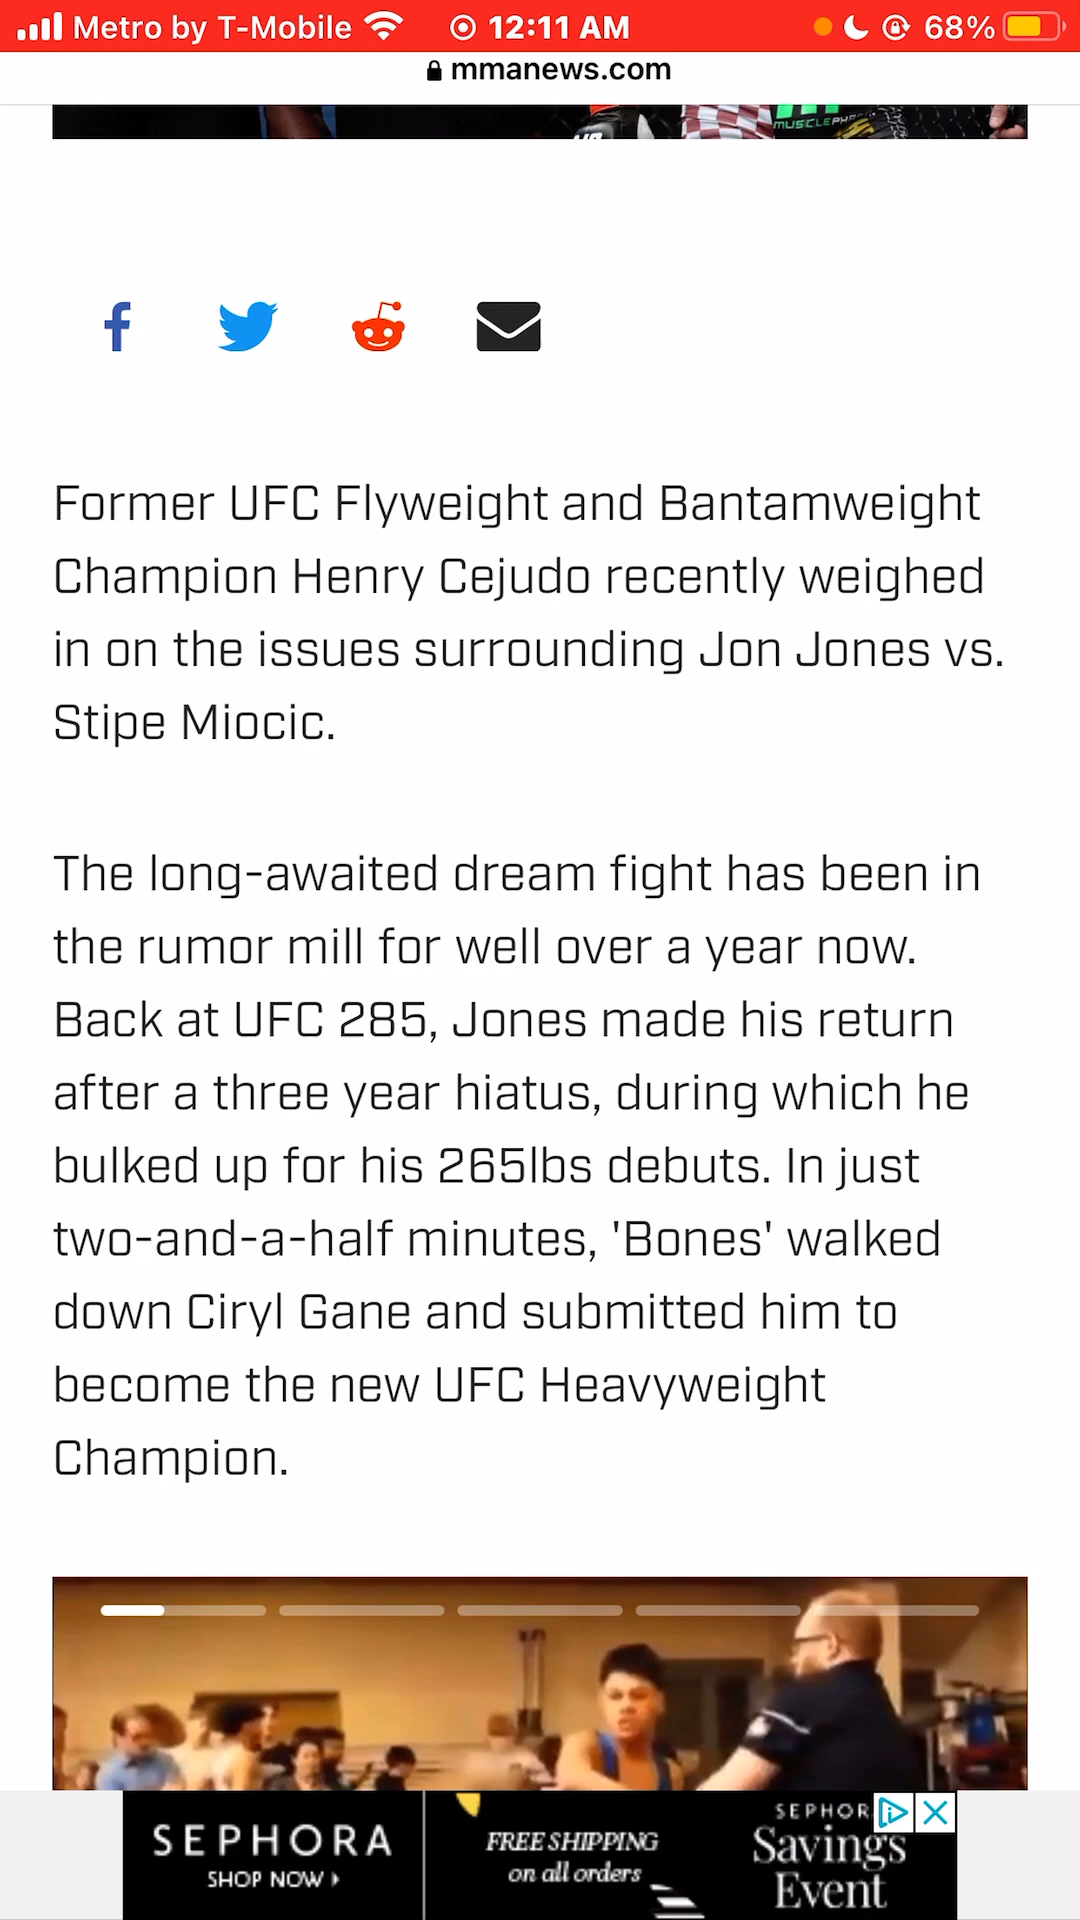 Metro by T-Mobile 12:11 AM 68%
mmanews.com
MUSCLEPH
Former UFC Flyweight and Bantamweight
Champion Henry Cejudo recently weighed
in on the issues surrounding Jon Jones vs.
Stipe Miocic.
The long-awaited dream fight has been in
the rumor mill for well over a year now.
Back at UFC 285, Jones made his return
after a three year hiatus, during which he
bulked up for his 265lbs debuts. In just
two-and-a-half minutes, 'Bones' walked
down Ciryl Gane and submitted him to
become the new UFC Heavyweight
Champion.
SEPHORA
SHOP NOW
FREE SHIPPING
on all orders
SEPHOR
Savings
Event